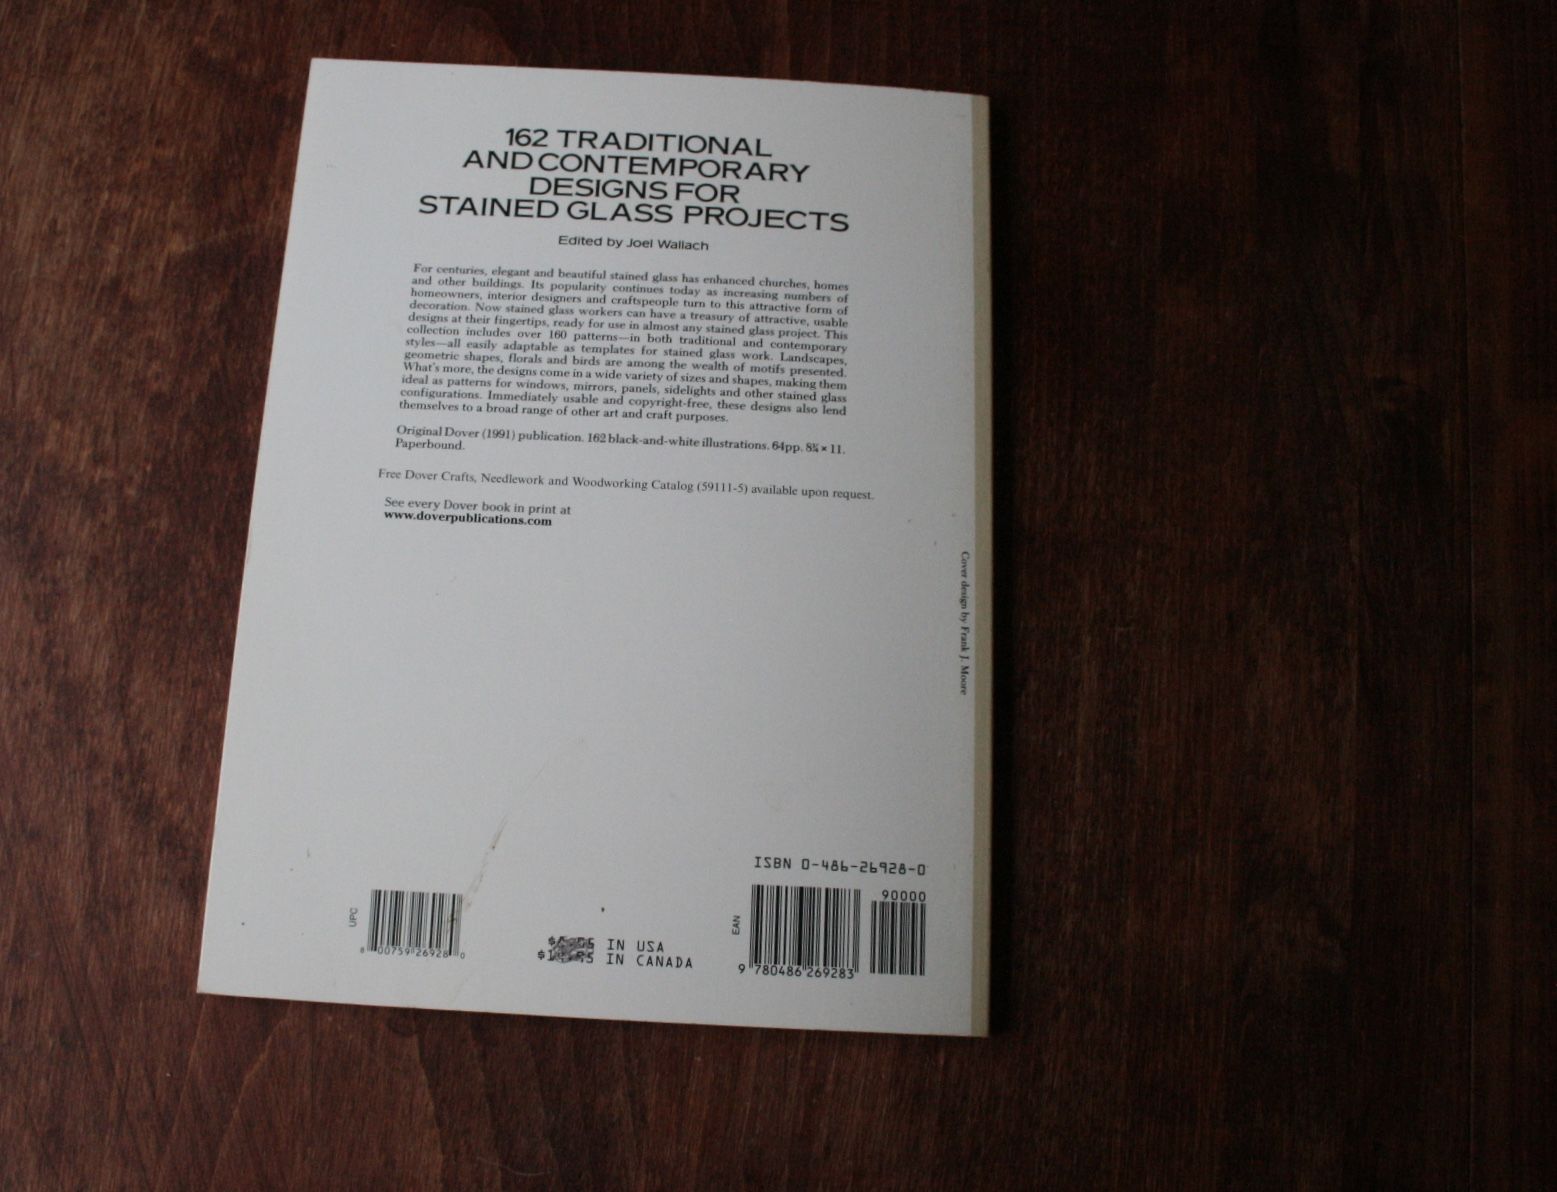 162 TRADITIONAL
AND CONTEMPORARY
DESIGNS FOR
STAINED GLASS PROJECTS
Edited by Joel Wallach
For centuries, elegant and beautiful stained glass has enhanced churches, homes
and other buildings. Its popularity continues today as increasing numbers of
homeowners, interior designers and craftspeople turn to this attractive form of
decoration. Now stained glass workers can have a treasury of attractive, usable
designs at their fingertips, ready for use in almost any stained glass project. This
collection includes over 160 patterns—in both traditional and contemporary
styles—all easily adaptable as templates for stained glass work. Landscapes,
geometric shapes, florals and birds are among the wealth of motifs presented.
What's more, the designs come in a wide variety of sizes and shapes, making them
ideal as patterns for windows, mirrors, panels, sidelights and other stained glass
configurations. Immediately usable and copyright-free, these designs also lend
themselves to a broad range of other art and craft purposes.
Original Dover (1991) publication. 162 black-and-white illustrations. 64pp. 8¼ × 11.
Paperbound.
Free Dover Crafts, Needlework and Woodworking Catalog (59111-5) available upon request.
See every Dover book in print at
www.doverpublications.com
Cover design by Frank J. Moore
ISBN 0-486-26928-0
90000
EAN
9 780486 269283
UPC
8 00759 26928 0
IN USA
IN CANADA